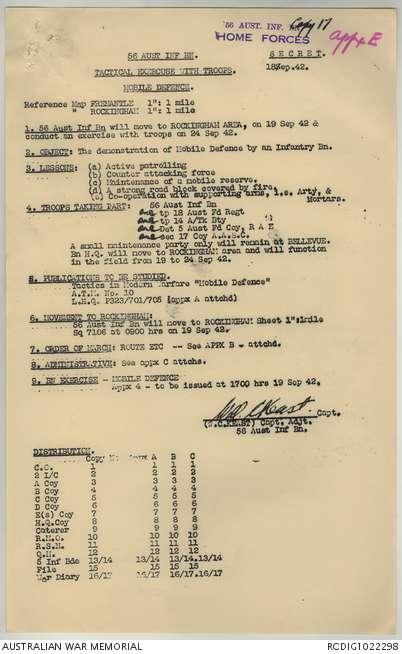 56 AUST. INF. Copy 17
HOME FORCES appx E
56 AUST INF BN. S E C R E T.
TACTICAL EXERCUSE WITH TROOPS. 18Sep.42.
MOBILE DEFENCE.
Reference Map FREMANTLE 1": 1 mile
" ROCKINGHAM 1": 1 mile
1. 56 Aust Inf Bn will move to ROCKINGHAM AREA, on 19 Sep 42 &
conduct an exercise with troops on 24 Sep 42.
2. OBJECT: The demonstration of Mobile Defence by an Infantry Bn.
3. LESSONS: (a) Active patrolling
(b) Counter attacking force
(c) Maintenance of a mobile reserve.
(d) A strong road block covered by fire.
(e) Co-operation with supporting arms, i.e. Arty, &
Mortars.
4. TROOPS TAKING PART: 56 Aust Inf Bn
one tp 18 Aust Fd Regt
one tp 14 A/TK Bty
one Det 5 Aust Fd Coy, R A E
one sec 17 Coy A.A.S.C.
A small maintenance party only will remain at BELLEVUE.
Bn H.Q. will move to ROCKINGHAM area and will function
in the field from 19 to 24 Sep 42.
5. PUBLICATIONS TO BE STUDIED.
Tactics in Modern Warfare "Mobile Defence"
A.T.M. No. 10
L.H.Q. P323/701/705 [appx A attchd)
6. MOVEMENT TO ROCKINGHAM:
56 Aust Inf Bn will move to ROCKINGHAM Sheet 1":1mile
Sq 7106 at 0900 hrs on 19 Sep 42.
7. ORDER OF MARCH: ROUTE ETC -- See APPX B - attchd.
8. ADMINISTRATIVE: See appx C attchs.
9. BN EXERCISE - MOBILE DEFENCE
Appx 4 - to be issued at 1700 hrs 19 Sep 42.
Capt.
(W.C.KEAST) Capt. Adjt.
56 Aust Inf Bn.
DISTRIBUTION.
Copy No Appx A B C
C.O. 1 1 1 1
2 I/C 2 2 2 2
A Coy 3 3 3 3
B Coy 4 4 4 4
C Coy 5 5 5 5
D Coy 6 6 6 6
E(s) Coy 7 7 7 7
H.Q.Coy 8 8 8 8
Caterer 9 9 9 9
R.M.O. 10 10 10 10
R.S.M. 11 11 11 11
Q.M. 12 12 12 12
5 Inf Bde 13/14 13/14 13/14.13/14
File 15 15 15 15
War Diary 16/17 16/17 16/17.16/17
AUSTRALIAN WAR MEMORIAL RCDIG1022298